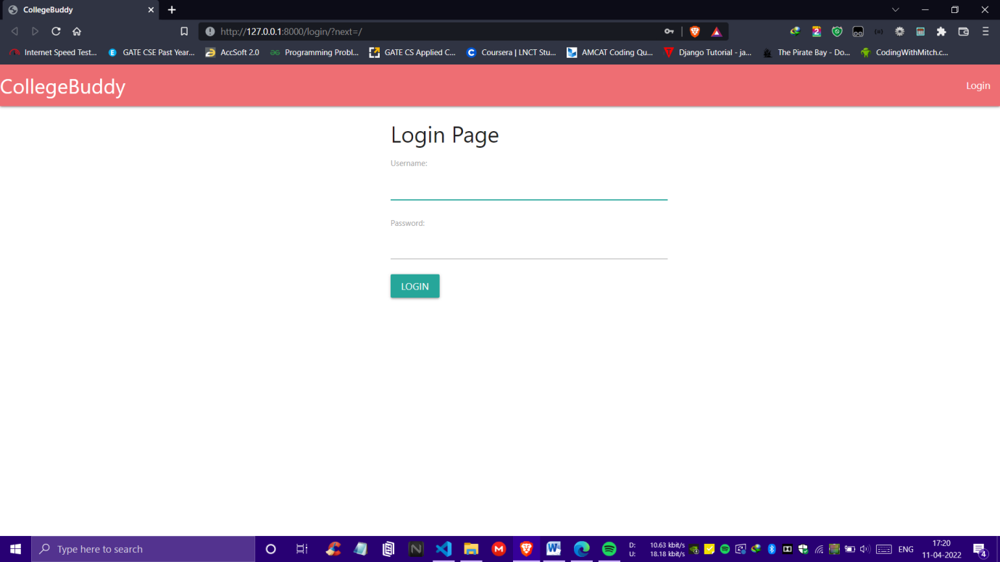 CollegeBuddy
http://127.0.0.1:8000/login/?next=/
Internet Speed Test... GATE CSE Past Year... AccSoft 2.0 Programming Probl... GATE CS Applied C... Coursera | LNCT Stu... AMCAT Coding Qu... Django Tutorial - ja... The Pirate Bay - Do... CodingWithMitch.c...
CollegeBuddy Login
Login Page
Username:
Password:
LOGIN
Type here to search
D: 10.63 kbit/s
U: 18.18 kbit/s
ENG
17:20
11-04-2022
4